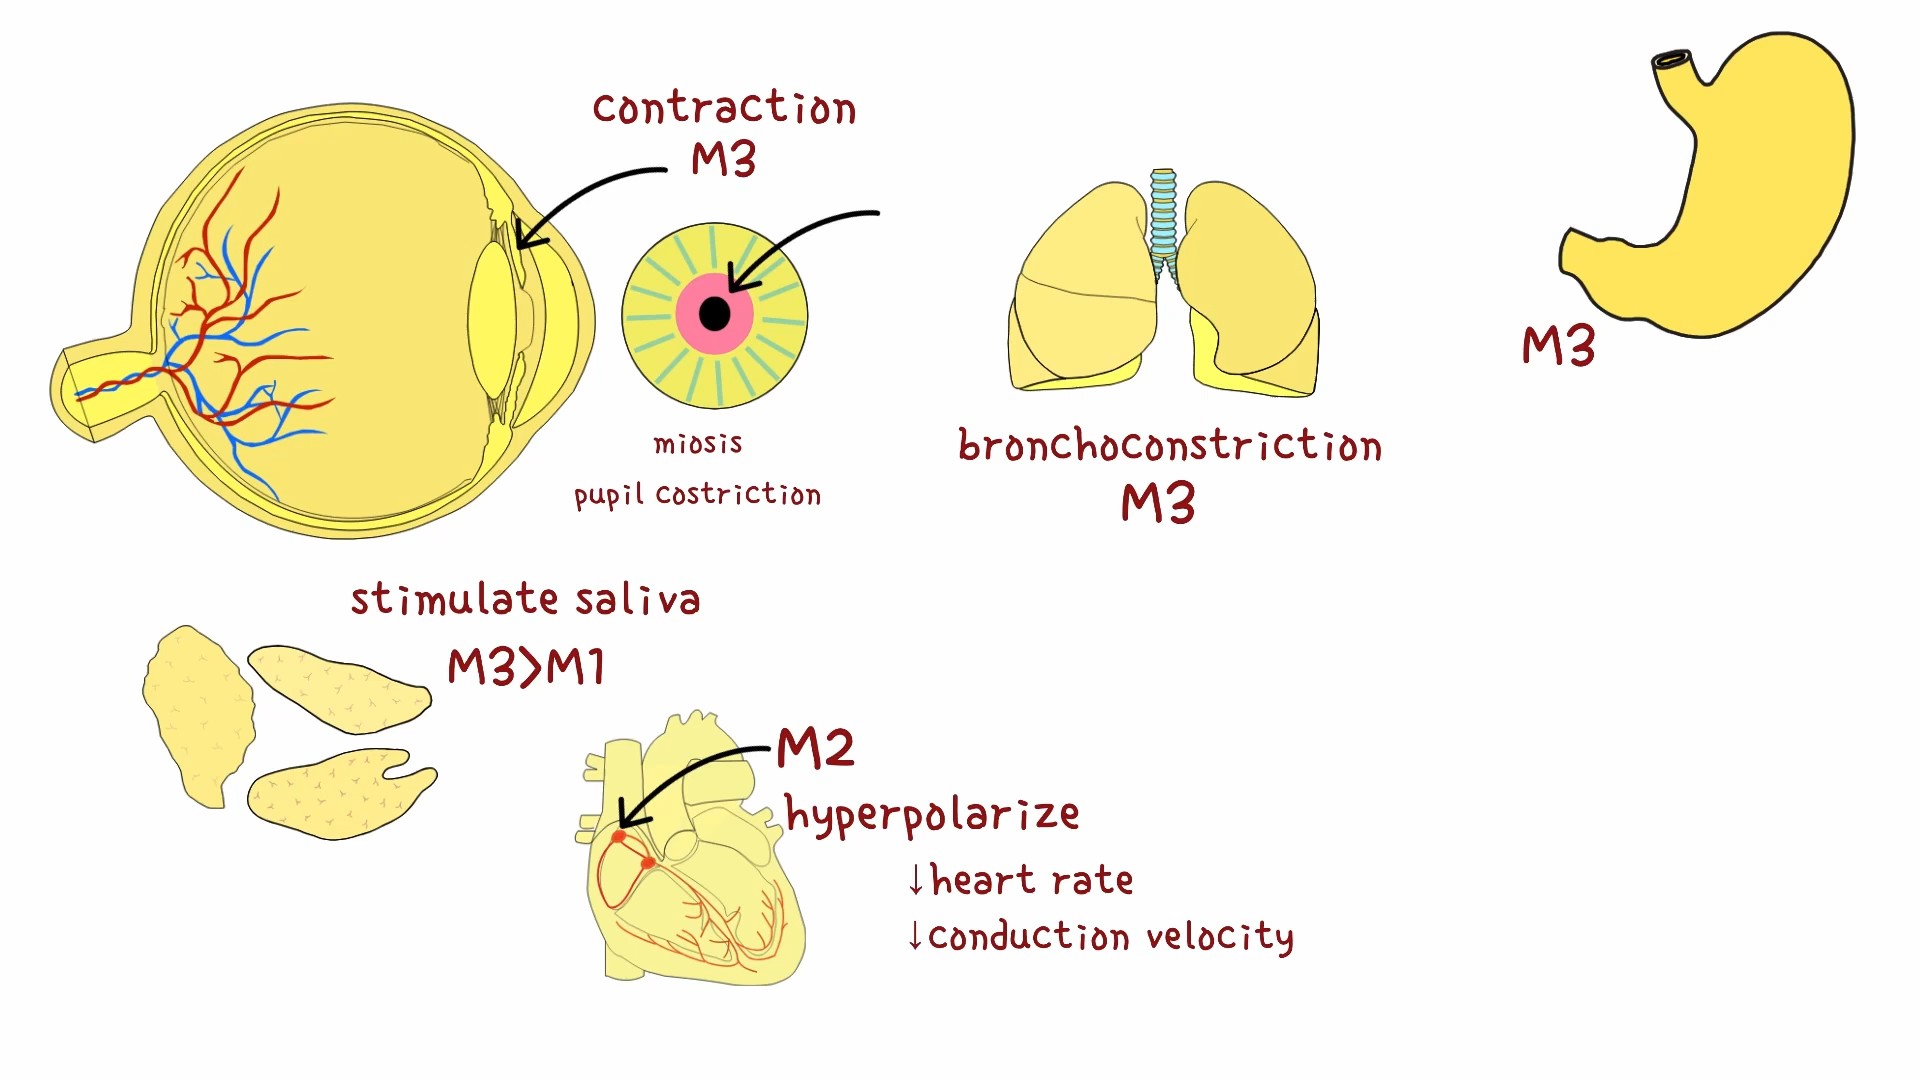 contraction
M3
miosis
pupil costriction
bronchoconstriction
M3
M3
stimulate saliva
M3>M1
M2
hyperpolarize
↓heart rate
↓conduction velocity